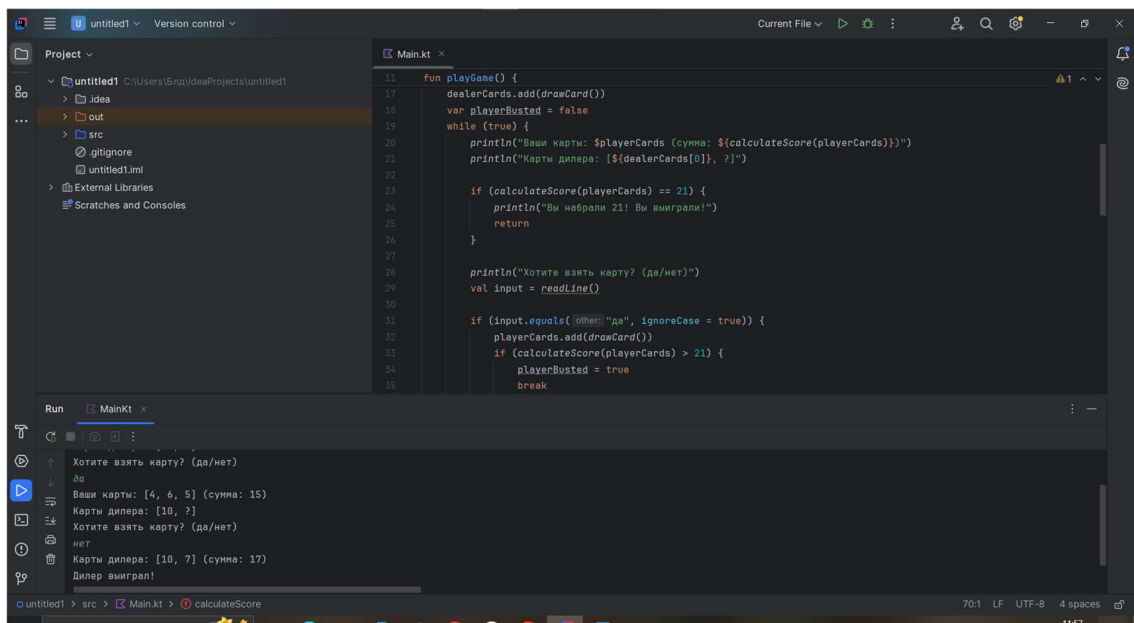 U untitled1 Version control Current File
Project
untitled1 C:\Users\Блд\IdeaProjects\untitled1
.idea
out
src
.gitignore
untitled1.iml
External Libraries
Scratches and Consoles
Main.kt
11 fun playGame() {
17 dealerCards.add(drawCard())
18 var playerBusted = false
19 while (true) {
20 println("Ваши карты: $playerCards (сумма: ${calculateScore(playerCards)})")
21 println("Карты дилера: [${dealerCards[0]}, ?]")
22
23 if (calculateScore(playerCards) == 21) {
24 println("Вы набрали 21! Вы выиграли!")
25 return
26 }
27
28 println("Хотите взять карту? (да/нет)")
29 val input = readLine()
30
31 if (input.equals( other: "да", ignoreCase = true)) {
32 playerCards.add(drawCard())
33 if (calculateScore(playerCards) > 21) {
34 playerBusted = true
35 break
1
Run MainKt
Хотите взять карту? (да/нет)
да
Ваши карты: [4, 6, 5] (сумма: 15)
Карты дилера: [10, ?]
Хотите взять карту? (да/нет)
нет
Карты дилера: [10, 7] (сумма: 17)
Дилер выиграл!
untitled1 > src > Main.kt > calculateScore 70:1 LF UTF-8 4 spaces